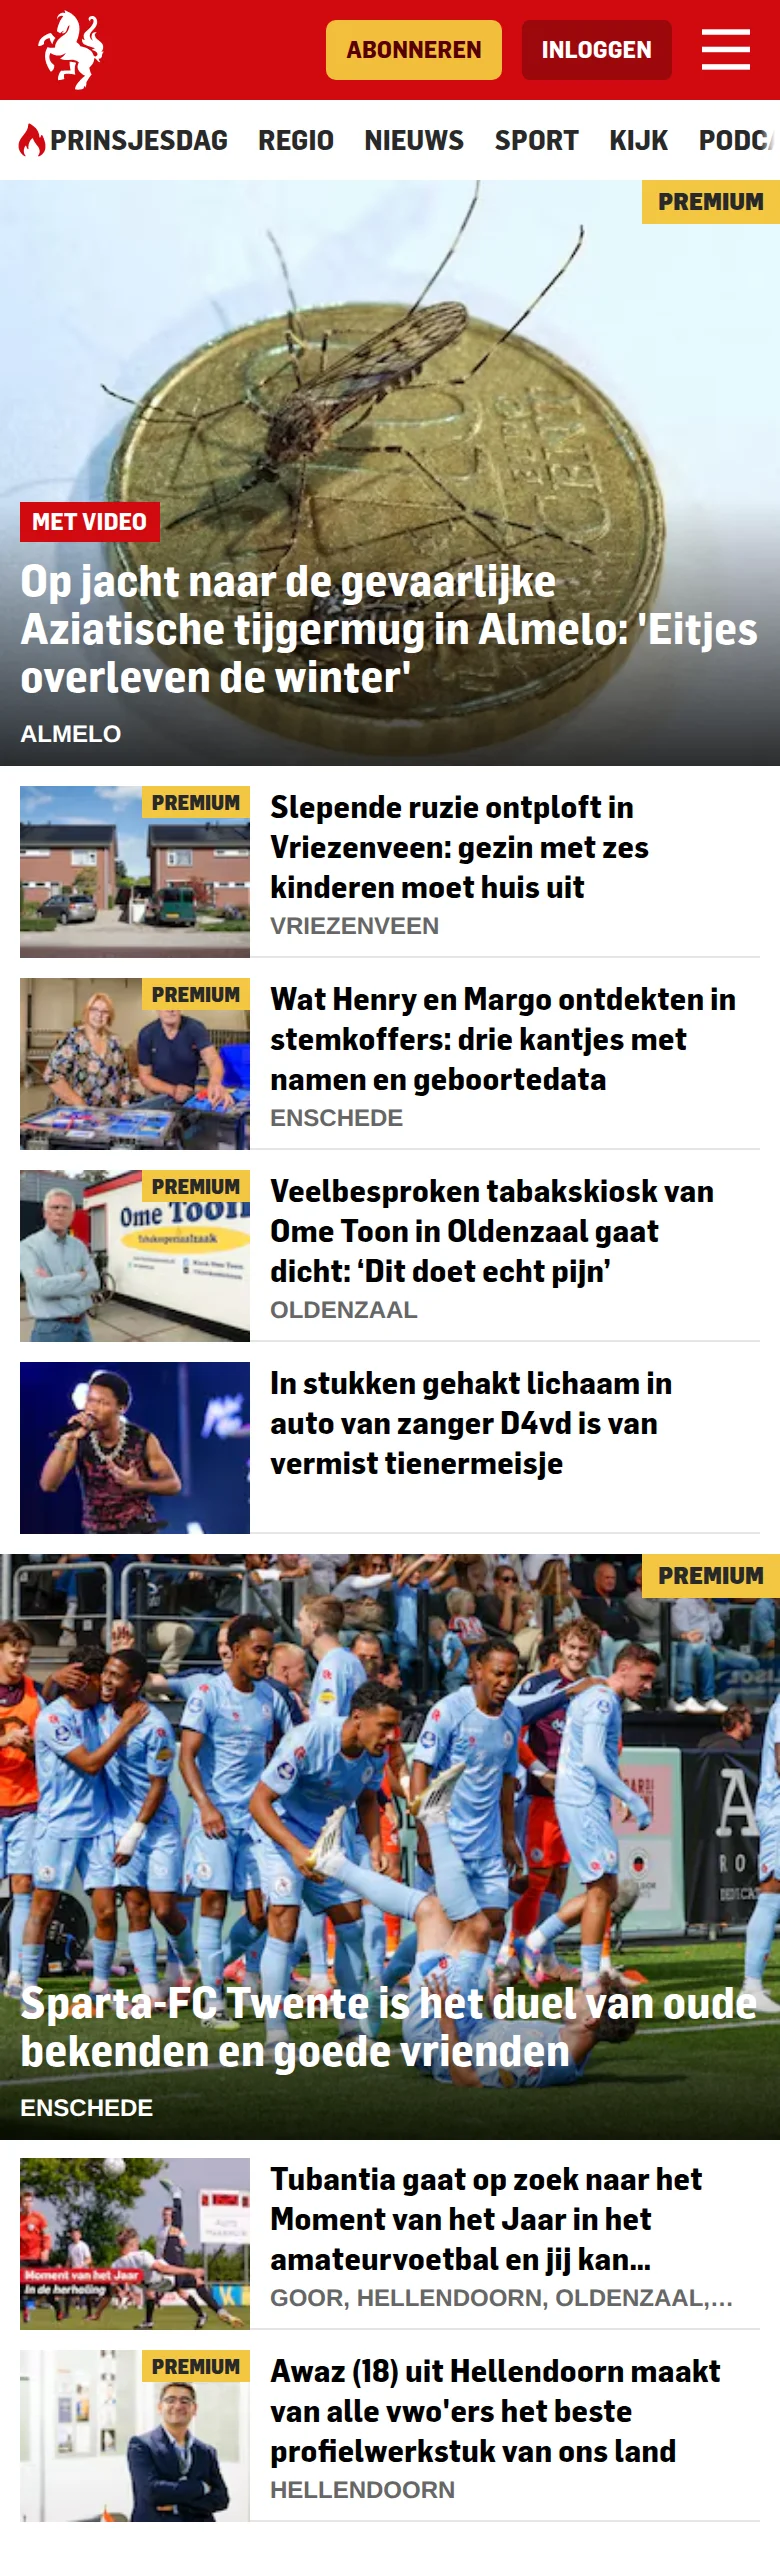 ABONNEREN
INLOGGEN
PRINSJESDAG REGIO NIEUWS SPORT KIJK PODCA
PREMIUM
MET VIDEO
Op jacht naar de gevaarlijke
Aziatische tijgermug in Almelo: 'Eitjes
overleven de winter'
ALMELO
PREMIUM
Slepende ruzie ontploft in
Vriezenveen: gezin met zes
kinderen moet huis uit
VRIEZENVEEN
PREMIUM
Wat Henry en Margo ontdekten in
stemkoffers: drie kantjes met
namen en geboortedata
ENSCHEDE
PREMIUM
Ome Toon
Tabakspeciaalzaak
Veelbesproken tabakskiosk van
Ome Toon in Oldenzaal gaat
dicht: ‘Dit doet echt pijn’
OLDENZAAL
In stukken gehakt lichaam in
auto van zanger D4vd is van
vermist tienermeisje
PREMIUM
Sparta-FC Twente is het duel van oude
bekenden en goede vrienden
ENSCHEDE
Moment van het Jaar
In de herhaling
Tubantia gaat op zoek naar het
Moment van het Jaar in het
amateurvoetbal en jij kan...
GOOR, HELLENDOORN, OLDENZAAL,...
PREMIUM
Awaz (18) uit Hellendoorn maakt
van alle vwo'ers het beste
profielwerkstuk van ons land
HELLENDOORN